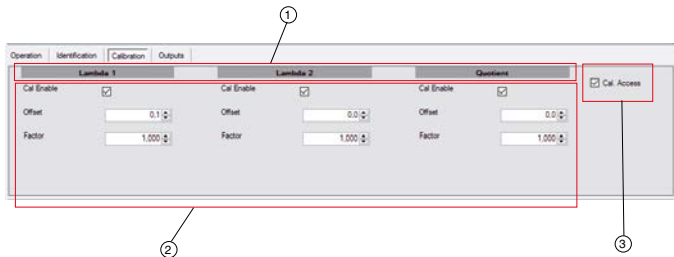 1
Operation Identification Calibration Outputs
Lambda 1 Lambda 2 Quotient
Cal. Access
Cal Enable Cal Enable Cal Enable
Offset 0,1 Offset 0,0 Offset 0,0
Factor 1,000 Factor 1,000 Factor 1,000
2 3